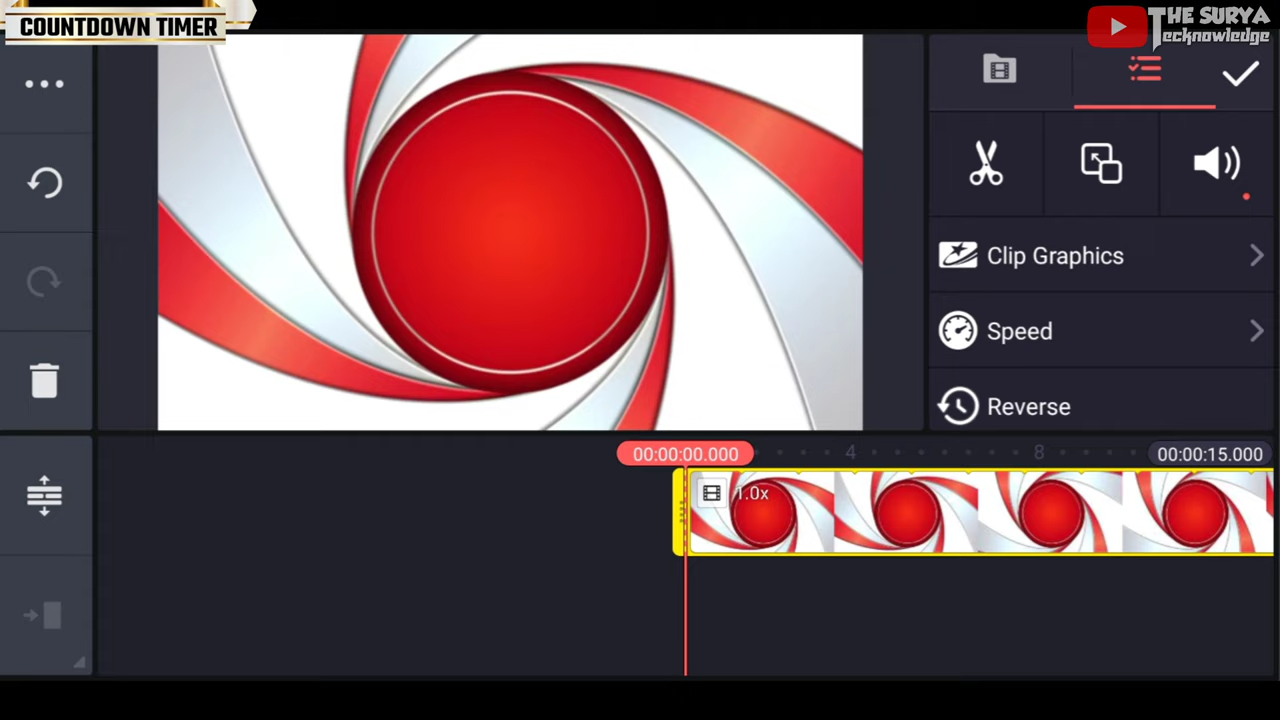 COUNTDOWN TIMER
THE SURYA
Tecknowledge
Clip Graphics
Speed
Reverse
00:00:00.000
4
8
00:00:15.000
1.0x